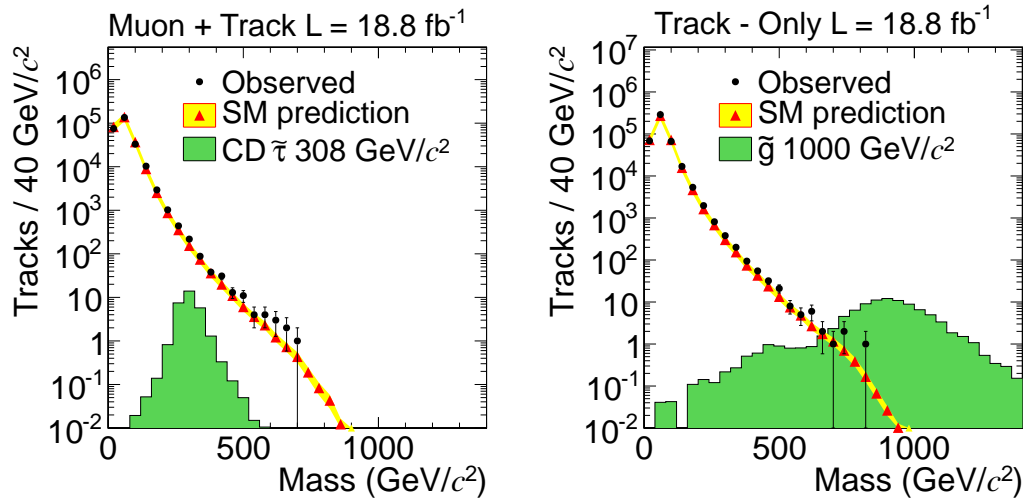 Muon + Track L = 18.8 fb⁻¹
Tracks / 40 GeV/c²
10⁶
10⁵
10⁴
10³
10²
10
1
10⁻¹
10⁻²
Observed
SM prediction
CD τ̃ 308 GeV/c²
0 500 1000
Mass (GeV/c²)
Track - Only L = 18.8 fb⁻¹
Tracks / 40 GeV/c²
10⁷
10⁶
10⁵
10⁴
10³
10²
10
1
10⁻¹
10⁻²
Observed
SM prediction
g̃ 1000 GeV/c²
0 500 1000
Mass (GeV/c²)